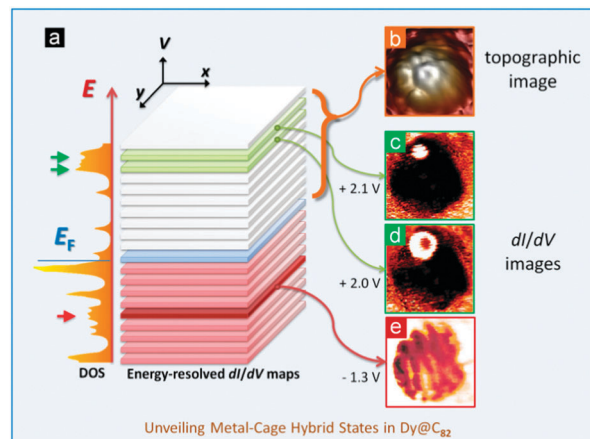 a
V
x
y
E
E_F
DOS
Energy-resolved dI/dV maps
b
topographic
image
c
+ 2.1 V
d
+ 2.0 V
dI/dV
images
e
- 1.3 V
Unveiling Metal-Cage Hybrid States in Dy@C₈₂